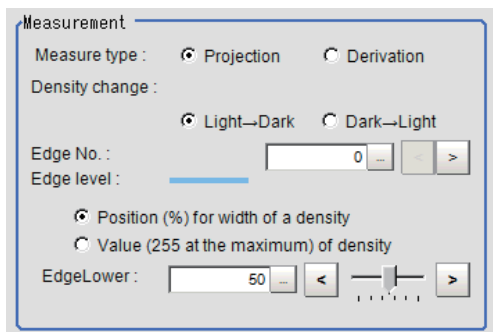 Measurement
Measure type : Projection Derivation
Density change :
Light→Dark Dark→Light
Edge No. : 0 ... < >
Edge level :
Position (%) for width of a density
Value (255 at the maximum) of density
EdgeLower : 50 ... < >